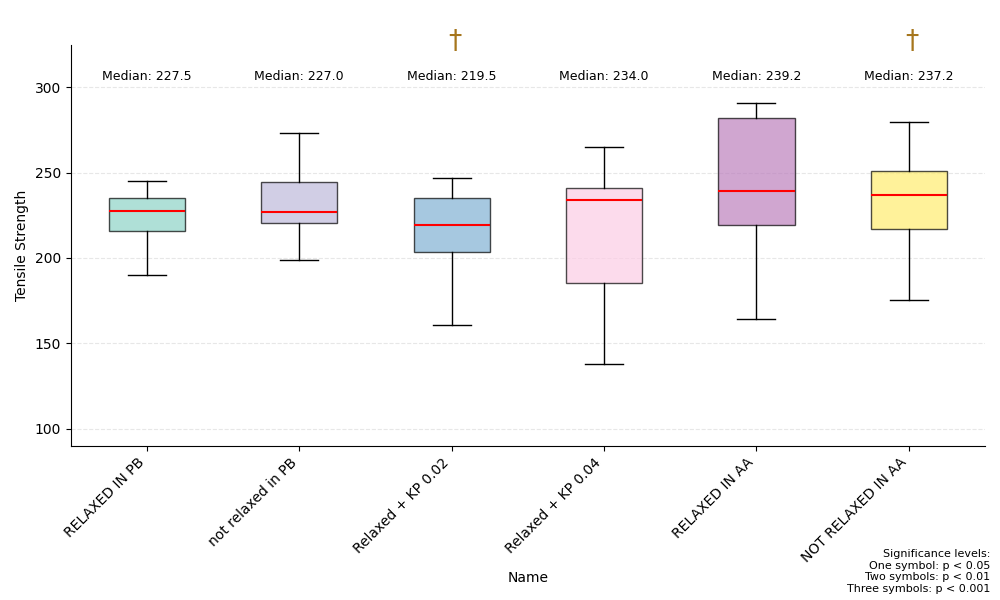 † †
Median: 227.5 Median: 227.0 Median: 219.5 Median: 234.0 Median: 239.2 Median: 237.2
300
250
200
150
100
Tensile Strength
RELAXED IN PB
not relaxed in PB
Relaxed + KP 0.02
Relaxed + KP 0.04
RELAXED IN AA
NOT RELAXED IN AA
Name
Significance levels:
One symbol: p < 0.05
Two symbols: p < 0.01
Three symbols: p < 0.001